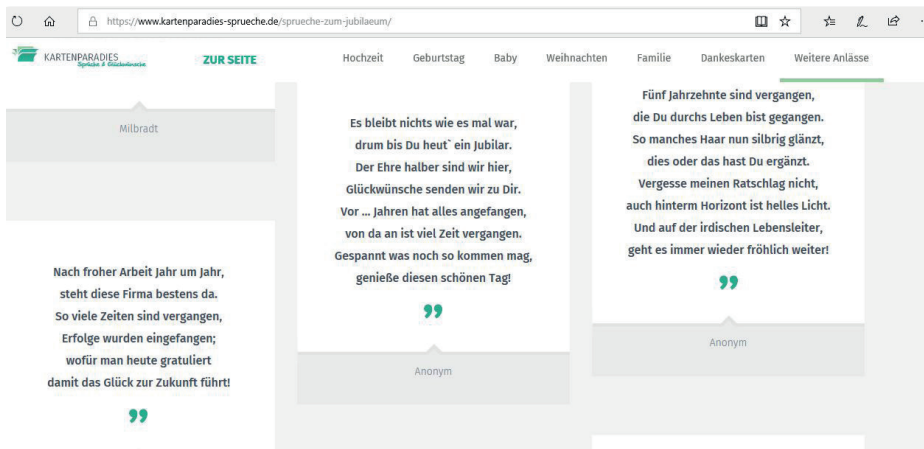 https://www.kartenparadies-sprueche.de/sprueche-zum-jubilaeum/
KARTENPARADIES
Sprüche & Glückwünsche
ZUR SEITE
Hochzeit
Geburtstag
Baby
Weihnachten
Familie
Dankeskarten
Weitere Anlässe
Milbradt
Nach froher Arbeit Jahr um Jahr,
steht diese Firma bestens da.
So viele Zeiten sind vergangen,
Erfolge wurden eingefangen;
wofür man heute gratuliert
damit das Glück zur Zukunft führt!
Es bleibt nichts wie es mal war,
drum bis Du heut` ein Jubilar.
Der Ehre halber sind wir hier,
Glückwünsche senden wir zu Dir.
Vor ... Jahren hat alles angefangen,
von da an ist viel Zeit vergangen.
Gespannt was noch so kommen mag,
genieße diesen schönen Tag!
Anonym
Fünf Jahrzehnte sind vergangen,
die Du durchs Leben bist gegangen.
So manches Haar nun silbrig glänzt,
dies oder das hast Du ergänzt.
Vergesse meinen Ratschlag nicht,
auch hinterm Horizont ist helles Licht.
Und auf der irdischen Lebensleiter,
geht es immer wieder fröhlich weiter!
Anonym